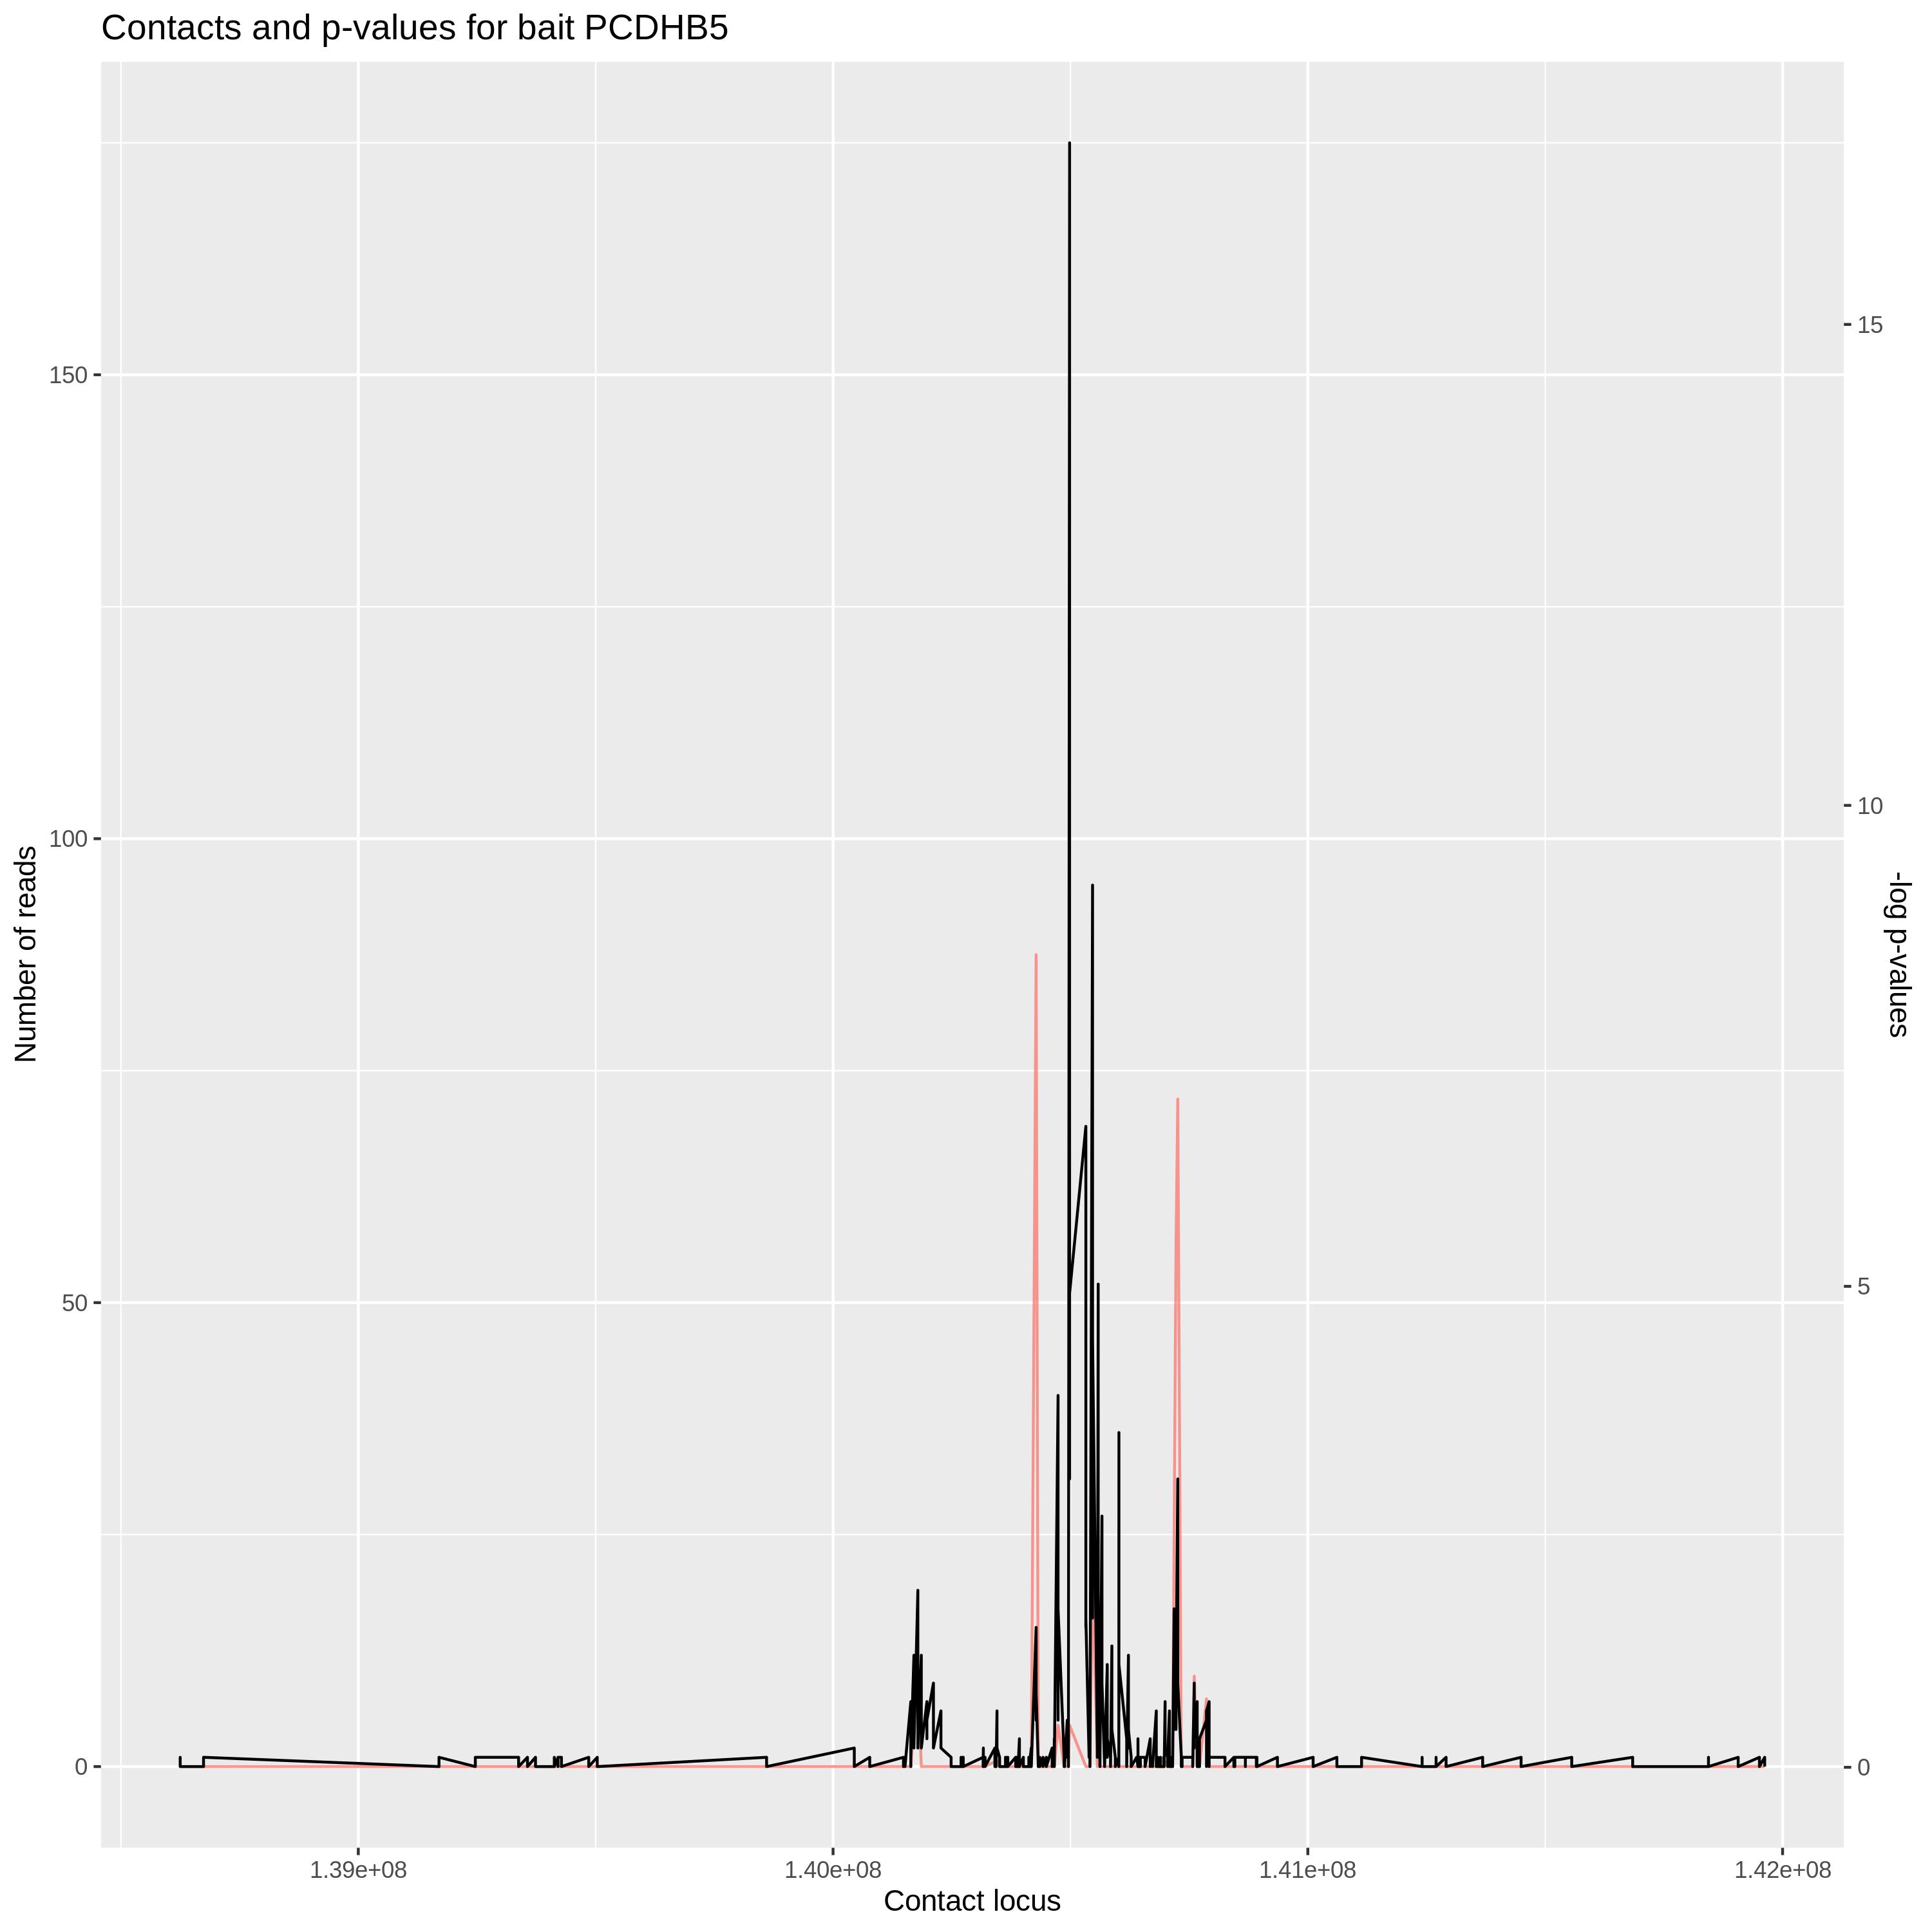 Contacts and p-values for bait PCDHB5
Number of reads
150
100
50
0
15
10
5
0
-log p-values
1.39e+08 1.40e+08 1.41e+08 1.42e+08
Contact locus